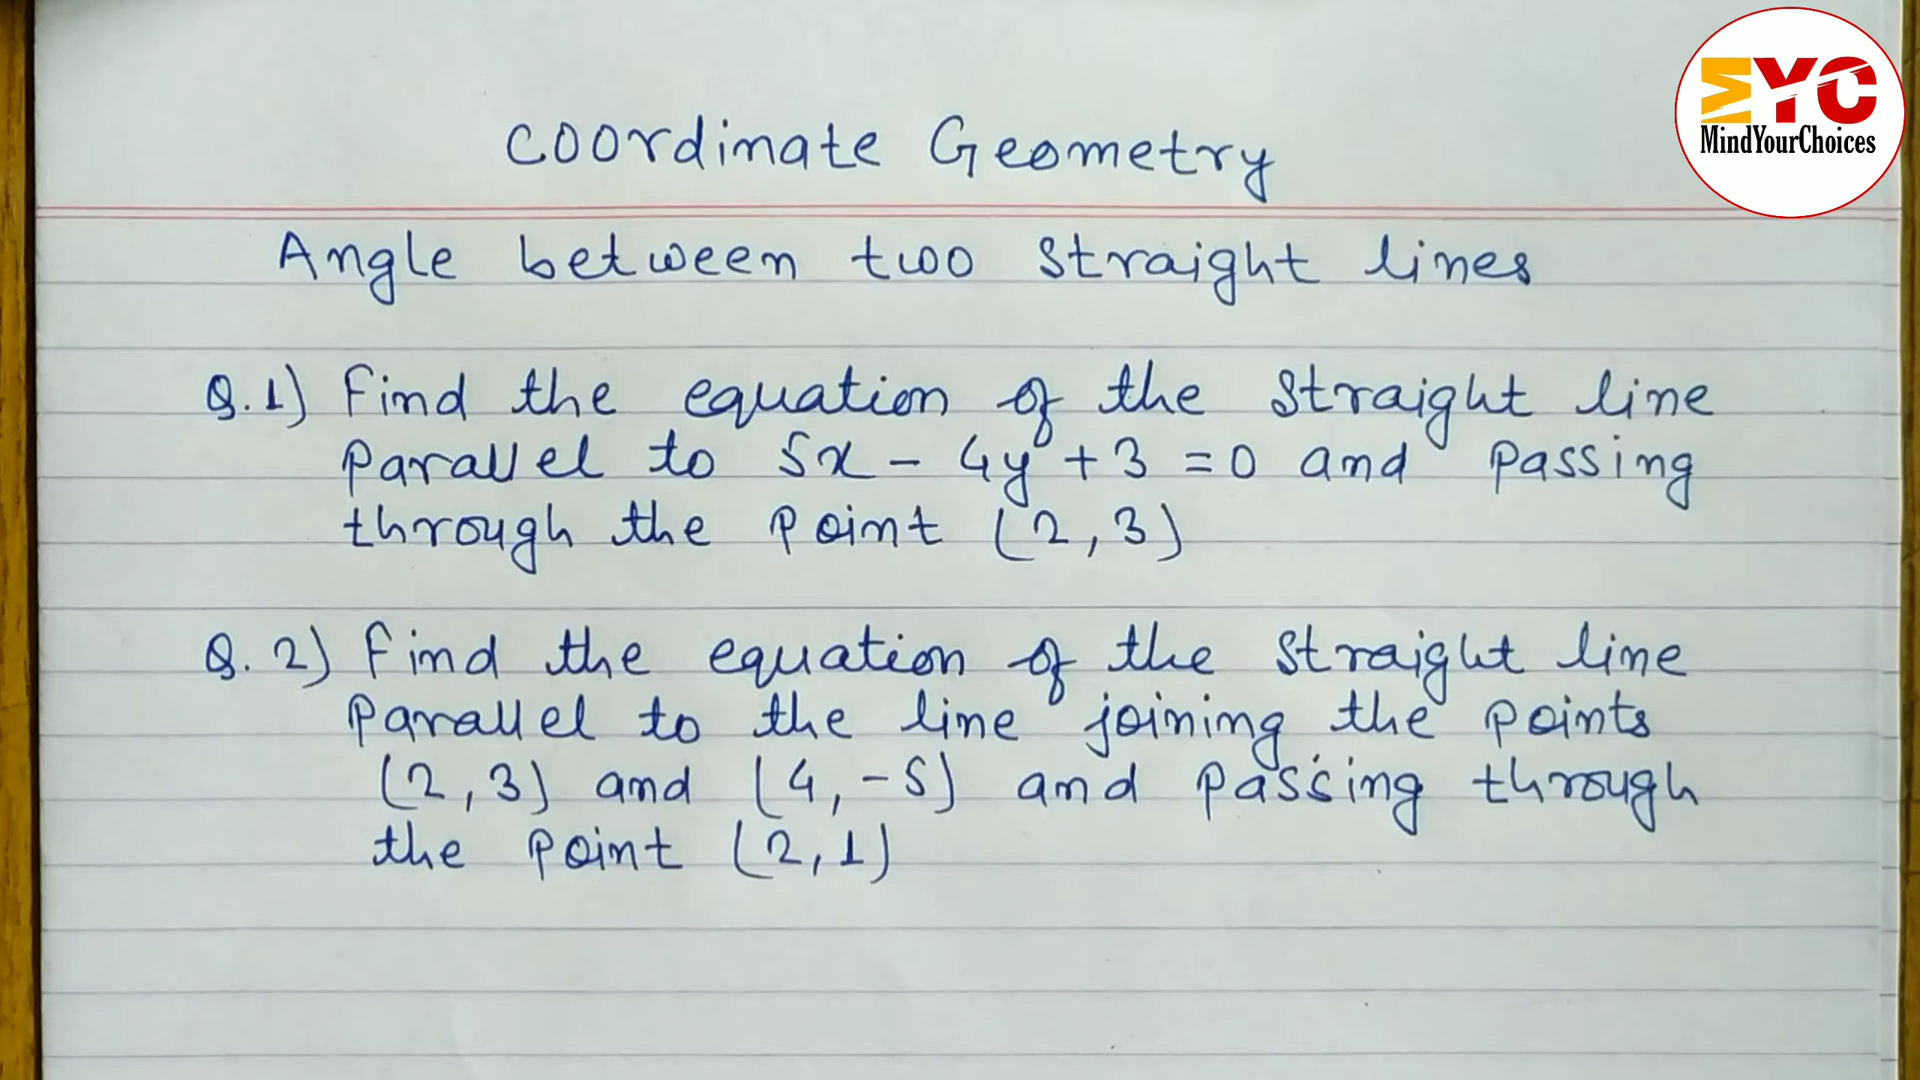 MYC
MindYourChoices
Coordinate Geometry
Angle between two straight lines
Q.1) Find the equation of the straight line
parallel to 5x - 4y + 3 = 0 and passing
through the point (2, 3)
Q. 2) Find the equation of the straight line
parallel to the line joining the points
(2, 3) and (4, -5) and passing through
the point (2, 1)